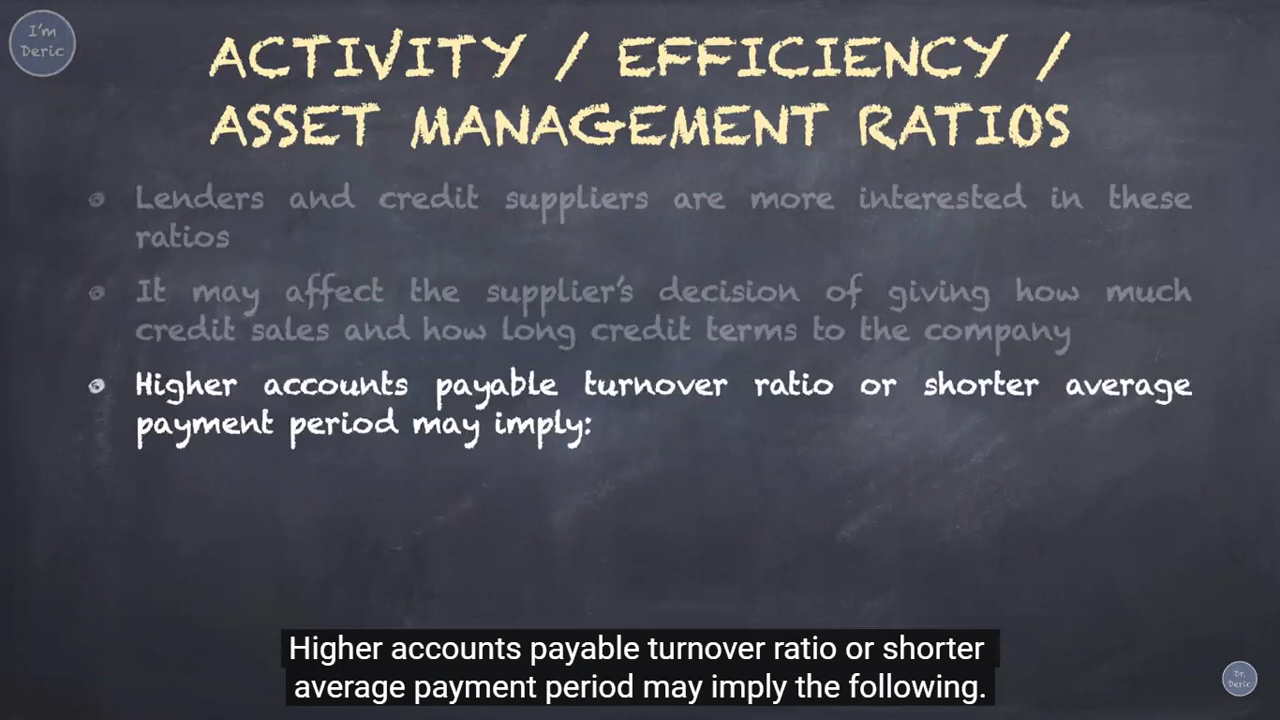 I'm
Deric
ACTIVITY / EFFICIENCY /
ASSET MANAGEMENT RATIOS
Lenders and credit suppliers are more interested in these
ratios
It may affect the supplier's decision of giving how much
credit sales and how long credit terms to the company
Higher accounts payable turnover ratio or shorter average
payment period may imply:
Higher accounts payable turnover ratio or shorter
average payment period may imply the following.
Dr.
Deric